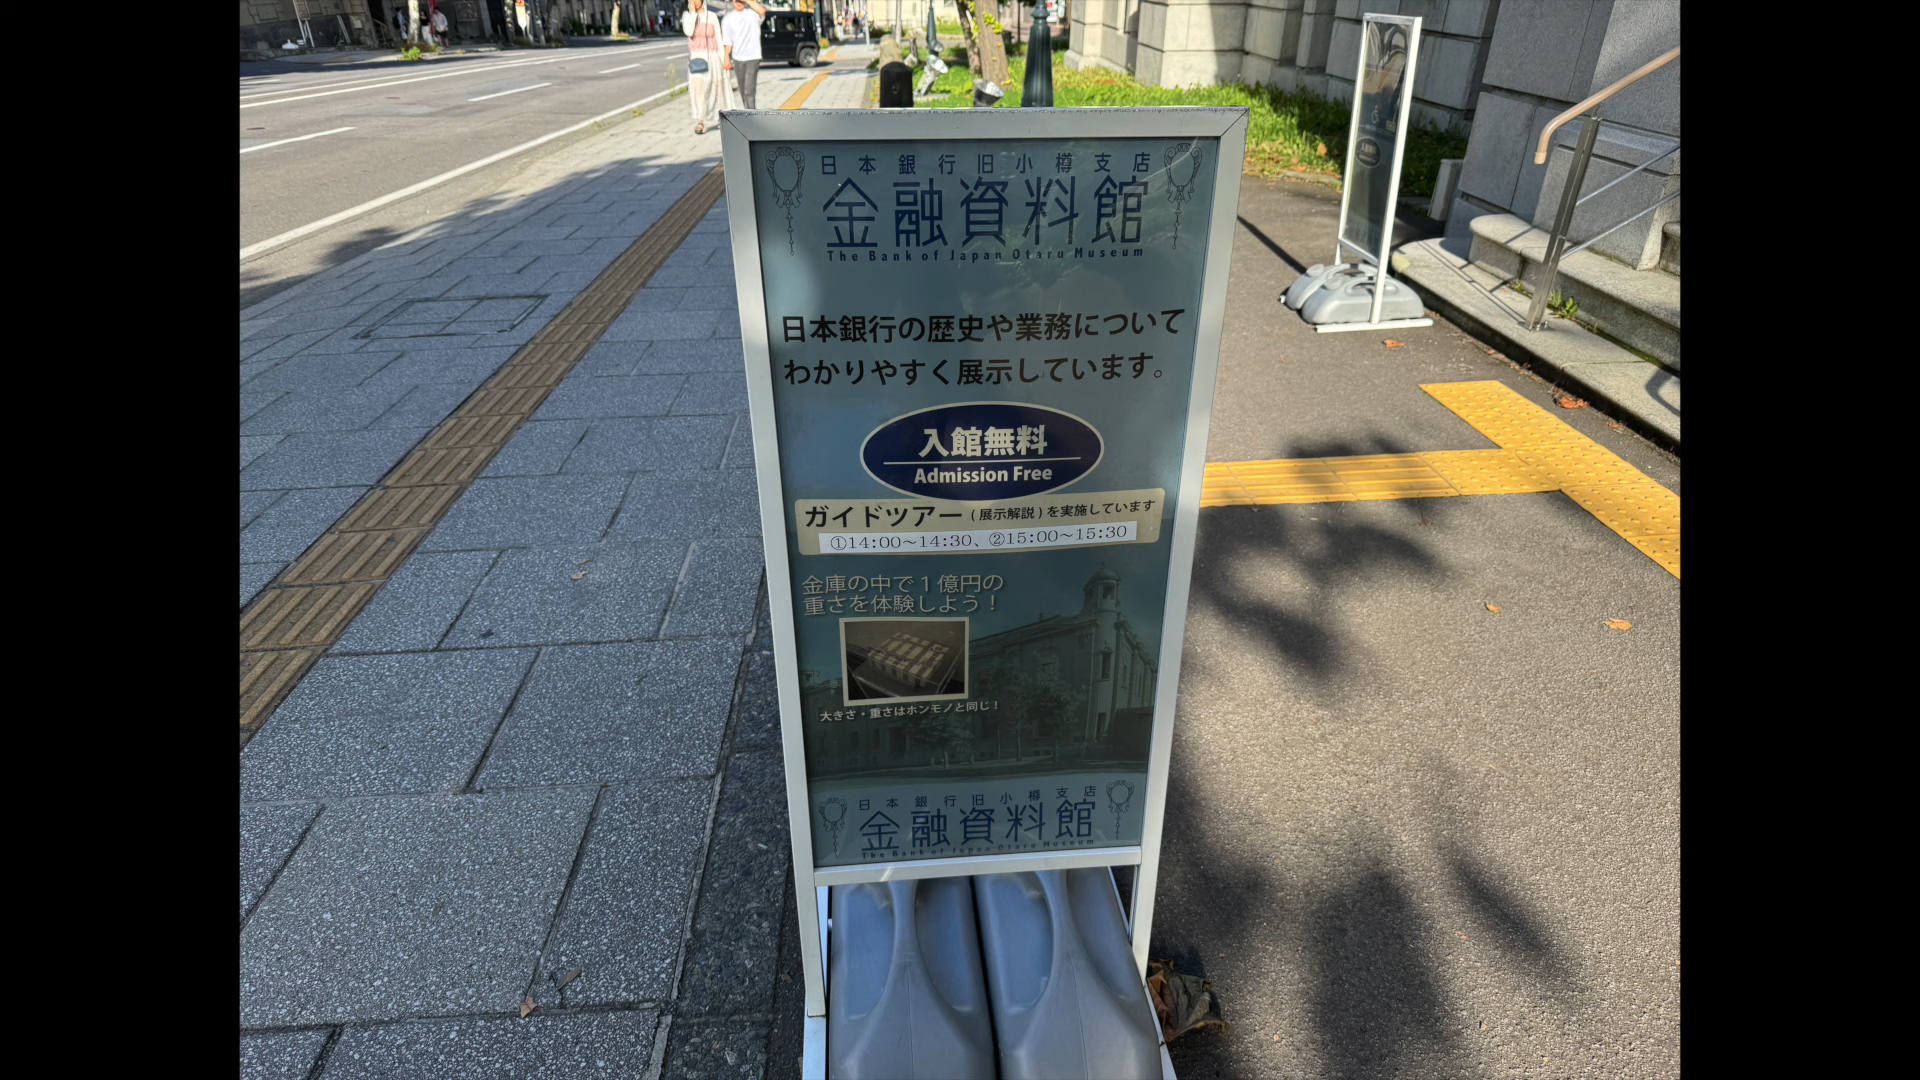 日本銀行旧小樽支店
金融資料館
The Bank of Japan Otaru Museum
日本銀行の歴史や業務について
わかりやすく展示しています。
入館無料
Admission Free
ガイドツアー(展示解説)を実施しています
①14:00～14:30、②15:00～15:30
金庫の中で1億円の
重さを体験しよう！
大きさ・重さはホンモノと同じ！
日本銀行旧小樽支店
金融資料館
The Bank of Japan Otaru Museum